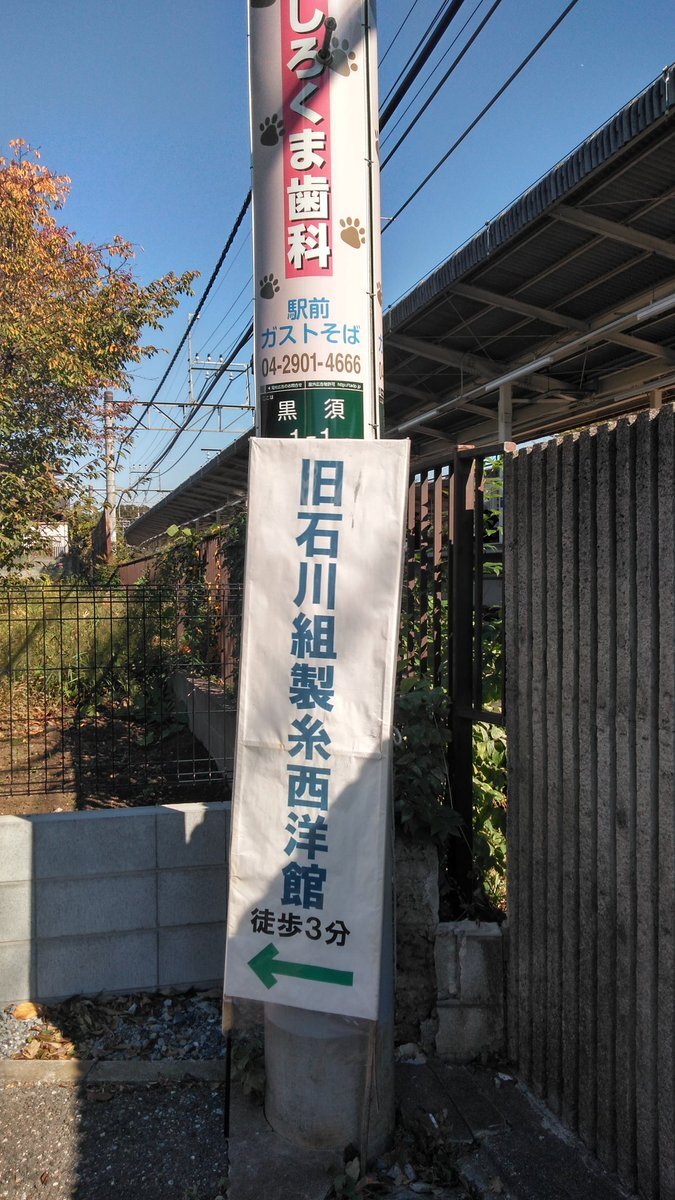 しろくま歯科
駅前
ガストそば
04-2901-4666
黒須
1-1
旧石川組製糸西洋館
徒歩3分